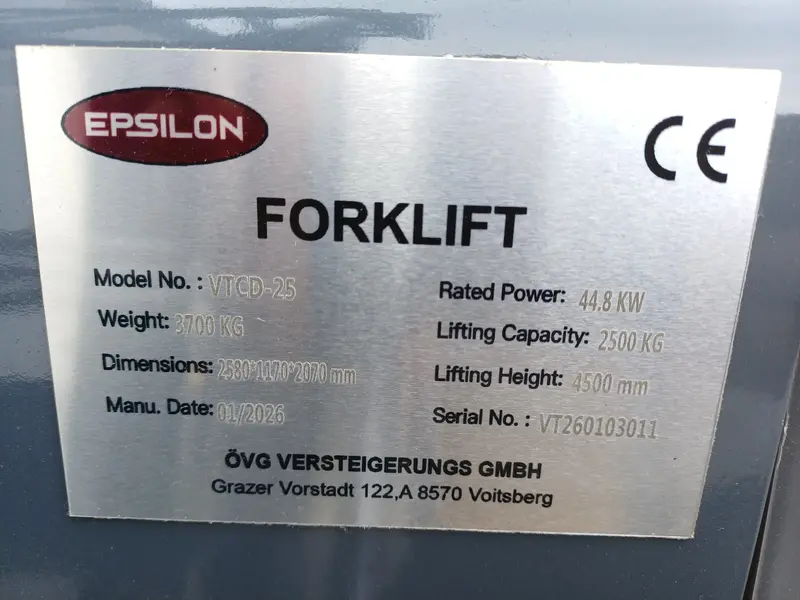 EPSILON
CE
FORKLIFT
Model No. : VTCD-25
Rated Power: 44.8 KW
Weight: 3700 KG
Lifting Capacity: 2500 KG
Dimensions: 2580*1170*2070 mm
Lifting Height: 4500 mm
Manu. Date: 01/2026
Serial No. : VT260103011
ÖVG VERSTEIGERUNGS GMBH
Grazer Vorstadt 122,A 8570 Voitsberg